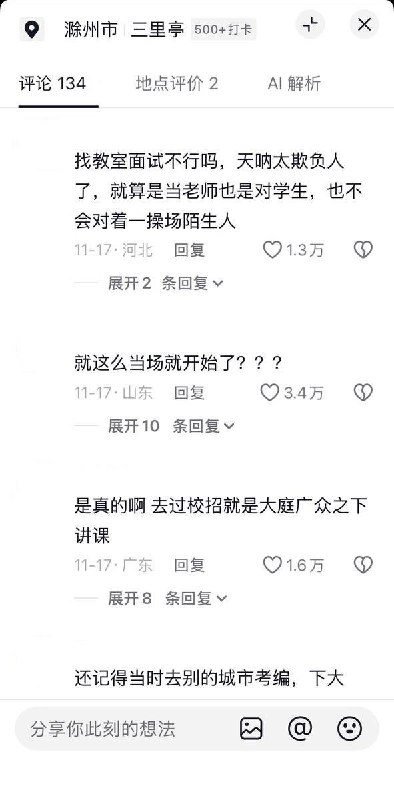 滁州市 三里亭 500+打卡
评论 134 地点评价 2 AI 解析
找教室面试不行吗，天呐太欺负人
了，就算是当老师也是对学生，也不
会对着一操场陌生人
11-17·河北 回复 1.3万
展开2 条回复
就这么当场就开始了？？？
11-17·山东 回复 3.4万
展开10 条回复
是真的啊 去过校招就是大庭广众之下
讲课
11-17·广东 回复 1.6万
展开8 条回复
还记得当时去别的城市考编，下大
分享你此刻的想法 @